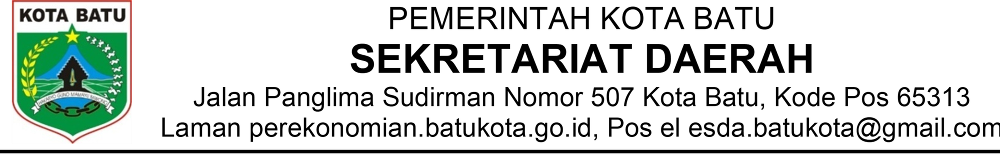 KOTA BATU
PEMERINTAH KOTA BATU
SEKRETARIAT DAERAH
Jalan Panglima Sudirman Nomor 507 Kota Batu, Kode Pos 65313
Laman perekonomian.batukota.go.id, Pos el esda.batukota@gmail.com
HAKARYO GUNO MAMAYU BAWONO